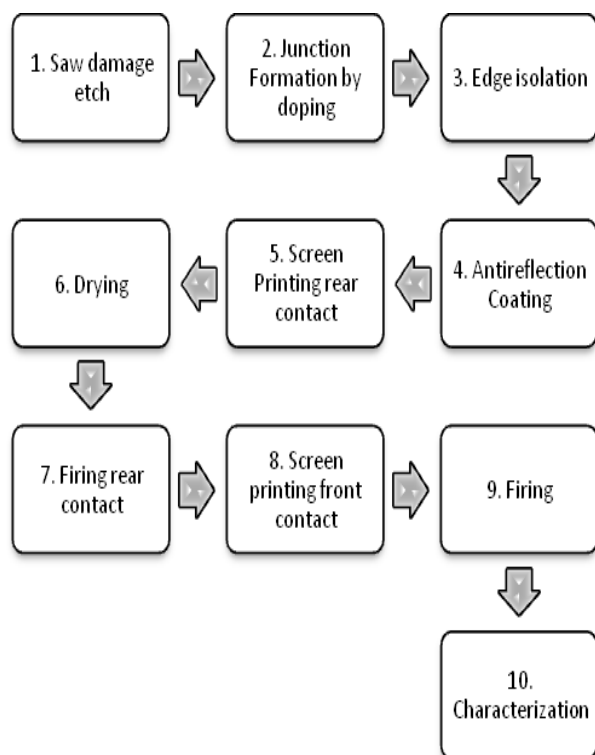 1. Saw damage
etch
2. Junction
Formation by
doping
3. Edge isolation
4. Antireflection
Coating
5. Screen
Printing rear
contact
6. Drying
7. Firing rear
contact
8. Screen
printing front
contact
9. Firing
10.
Characterization